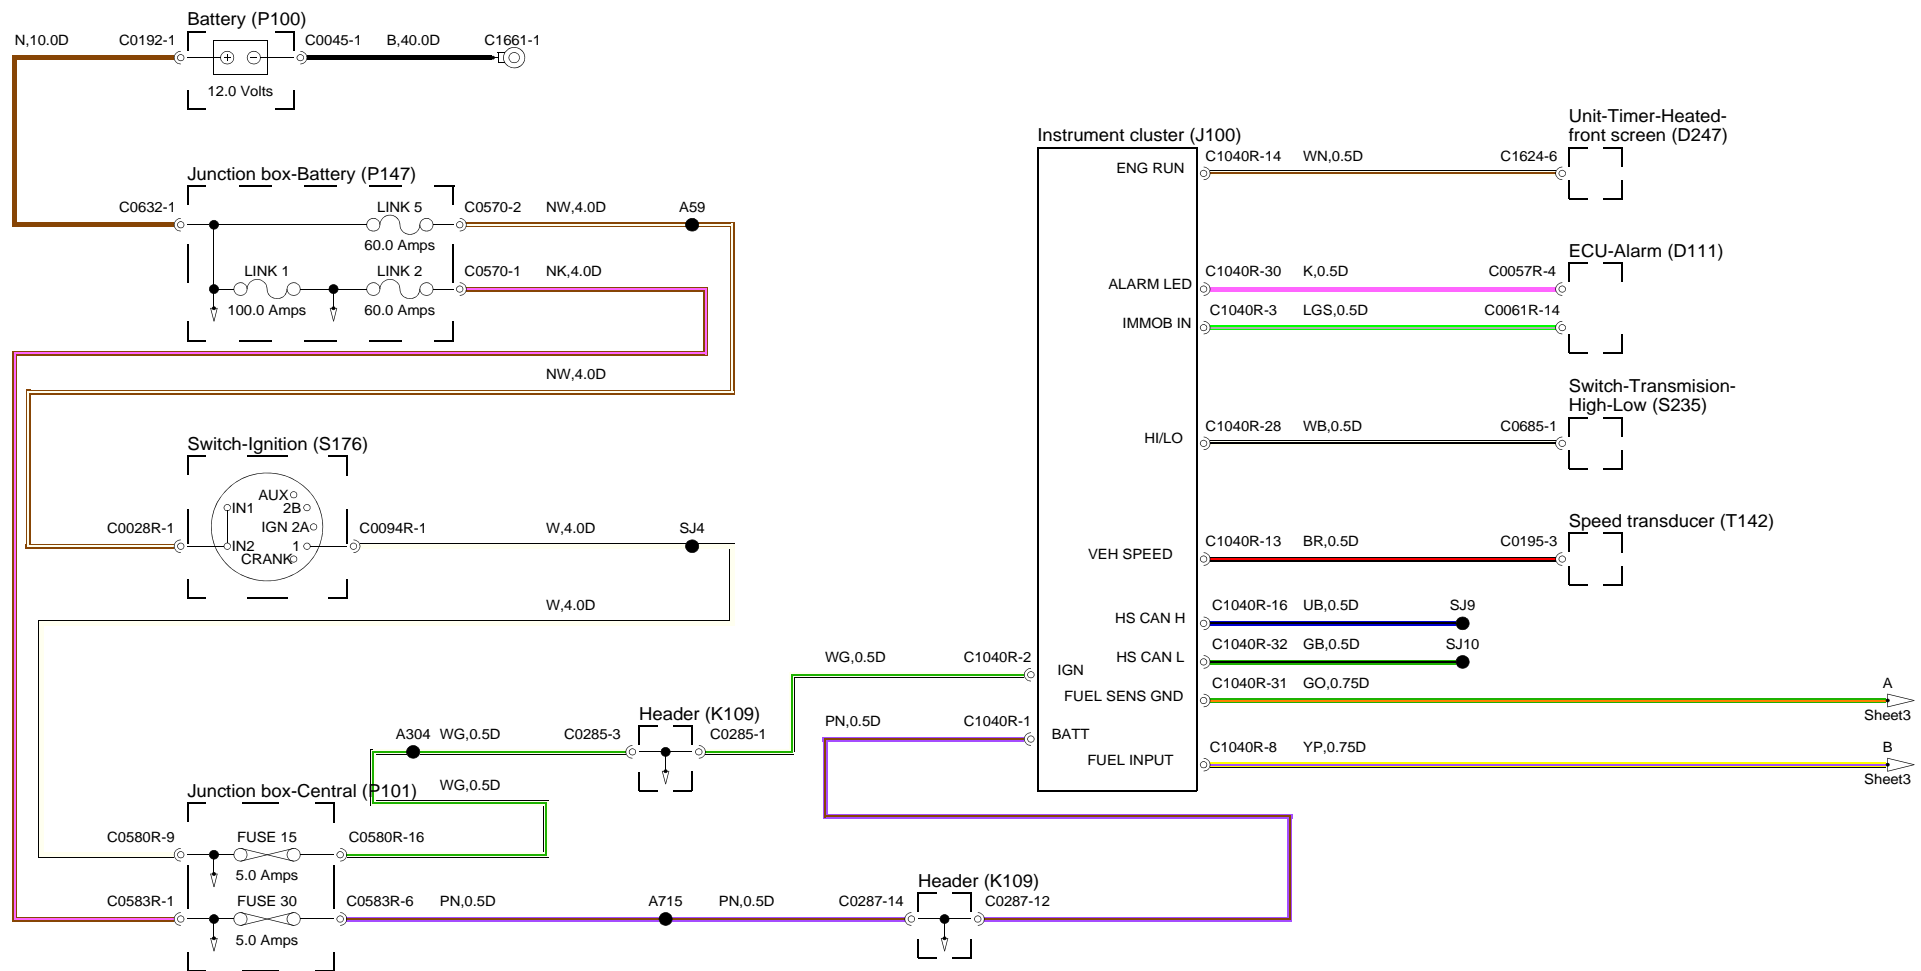 Battery (P100)
N,10.0D
C0192-1
C0045-1
B,40.0D
C1661-1
12.0 Volts
Junction box-Battery (P147)
C0632-1
LINK 5
60.0 Amps
C0570-2
NW,4.0D
A59
LINK 1
100.0 Amps
LINK 2
60.0 Amps
C0570-1
NK,4.0D
NW,4.0D
Switch-Ignition (S176)
AUX
IN1
2B
IGN 2A
IN2
1
CRANK
C0028R-1
C0094R-1
W,4.0D
SJ4
W,4.0D
A304
WG,0.5D
C0285-3
Header (K109)
C0285-1
WG,0.5D
C1040R-2
WG,0.5D
Junction box-Central (P101)
C0580R-9
FUSE 15
5.0 Amps
C0580R-16
C0583R-1
FUSE 30
5.0 Amps
C0583R-6
PN,0.5D
A715
PN,0.5D
C0287-14
Header (K109)
C0287-12
PN,0.5D
C1040R-1
Instrument cluster (J100)
ENG RUN
ALARM LED
IMMOB IN
HI/LO
VEH SPEED
HS CAN H
HS CAN L
IGN
FUEL SENS GND
BATT
FUEL INPUT
C1040R-14
WN,0.5D
C1624-6
Unit-Timer-Heated-
front screen (D247)
C1040R-30
K,0.5D
C0057R-4
ECU-Alarm (D111)
C1040R-3
LGS,0.5D
C0061R-14
C1040R-28
WB,0.5D
C0685-1
Switch-Transmision-
High-Low (S235)
C1040R-13
BR,0.5D
C0195-3
Speed transducer (T142)
C1040R-16
UB,0.5D
SJ9
C1040R-32
GB,0.5D
SJ10
C1040R-31
GO,0.75D
A
Sheet3
C1040R-8
YP,0.75D
B
Sheet3